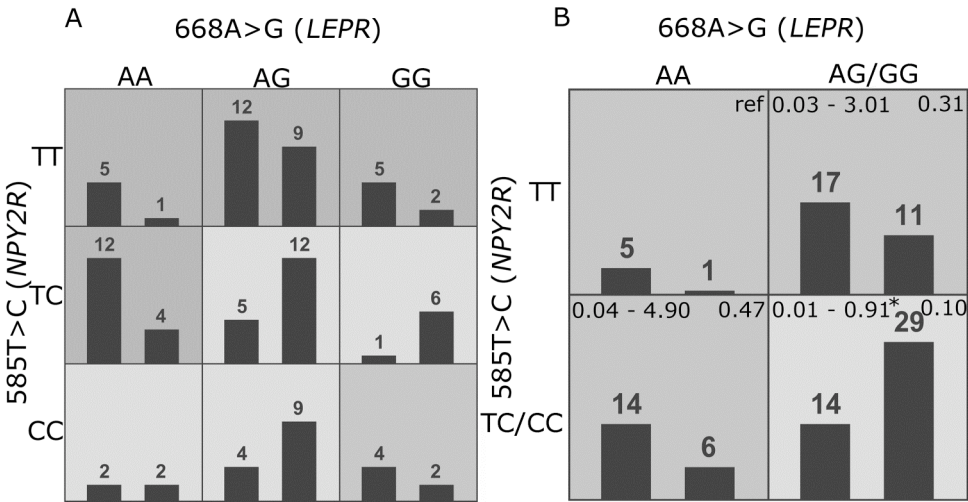 A
668A>G (LEPR)
AA AG GG
585T>C (NPY2R)
TT
5 1 12 9 5 2
TC
12 4 5 12 1 6
CC
2 2 4 9 4 2
B
668A>G (LEPR)
AA AG/GG
585T>C (NPY2R)
ref 0.03 - 3.01 0.31
TT
5 1 17 11
0.04 - 4.90 0.47 0.01 - 0.91* 0.10
TC/CC
14 6 14 29